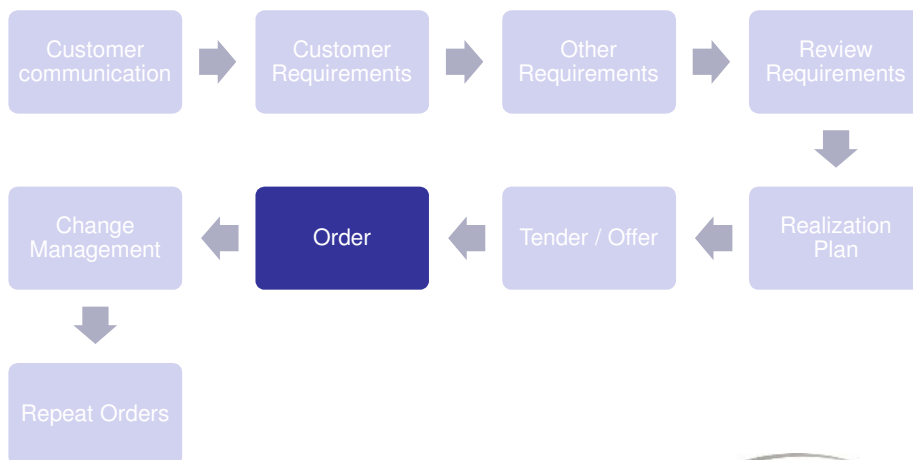 Customer
communication
Customer
Requirements
Other
Requirements
Review
Requirements
Change
Management
Order
Tender / Offer
Realization
Plan
Repeat Orders